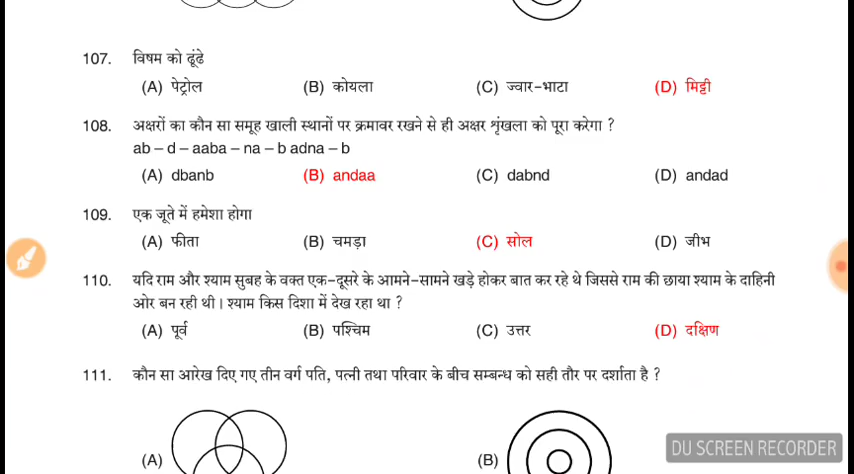 107. विषम को ढूंढे
(A) पेट्रोल (B) कोयला (C) ज्वार-भाटा (D) मिट्टी
108. अक्षरों का कौन सा समूह खाली स्थानों पर क्रमावर रखने से ही अक्षर शृंखला को पूरा करेगा ?
ab – d – aaba – na – b adna – b
(A) dbanb (B) andaa (C) dabnd (D) andad
109. एक जूते में हमेशा होगा
(A) फीता (B) चमड़ा (C) सोल (D) जीभ
110. यदि राम और श्याम सुबह के वक्त एक-दूसरे के आमने-सामने खड़े होकर बात कर रहे थे जिससे राम की छाया श्याम के दाहिनी
ओर बन रही थी। श्याम किस दिशा में देख रहा था ?
(A) पूर्व (B) पश्चिम (C) उत्तर (D) दक्षिण
111. कौन सा आरेख दिए गए तीन वर्ग पति, पत्नी तथा परिवार के बीच सम्बन्ध को सही तौर पर दर्शाता है ?
(A) (B)
DU SCREEN RECORDER